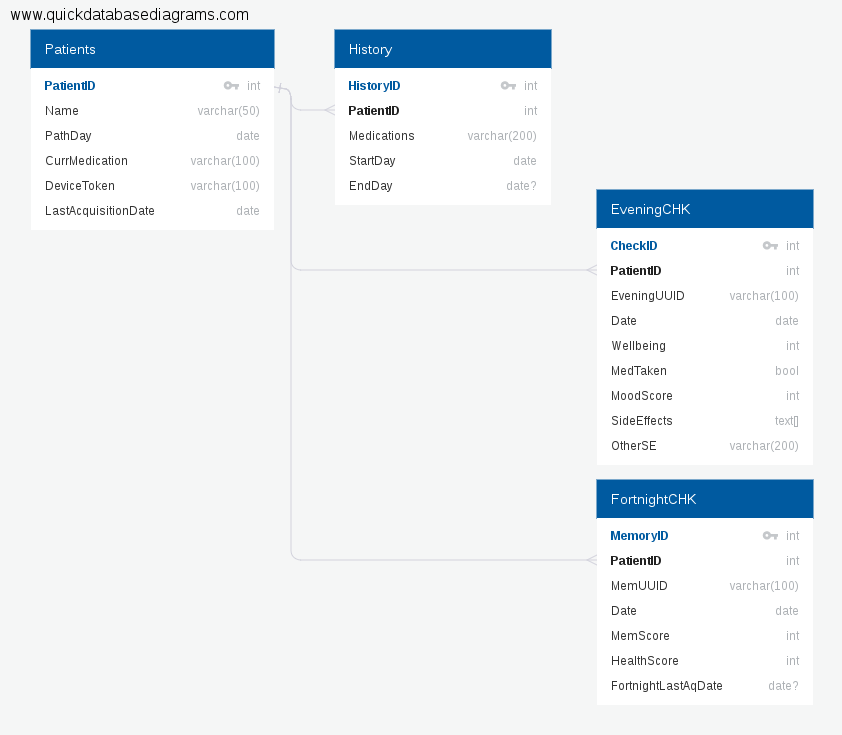 www.quickdatabasediagrams.com
Patients
PatientID int
Name varchar(50)
PathDay date
CurrMedication varchar(100)
DeviceToken varchar(100)
LastAcquisitionDate date
History
HistoryID int
PatientID int
Medications varchar(200)
StartDay date
EndDay date?
EveningCHK
CheckID int
PatientID int
EveningUUID varchar(100)
Date date
Wellbeing int
MedTaken bool
MoodScore int
SideEffects text[]
OtherSE varchar(200)
FortnightCHK
MemoryID int
PatientID int
MemUUID varchar(100)
Date date
MemScore int
HealthScore int
FortnightLastAqDate date?